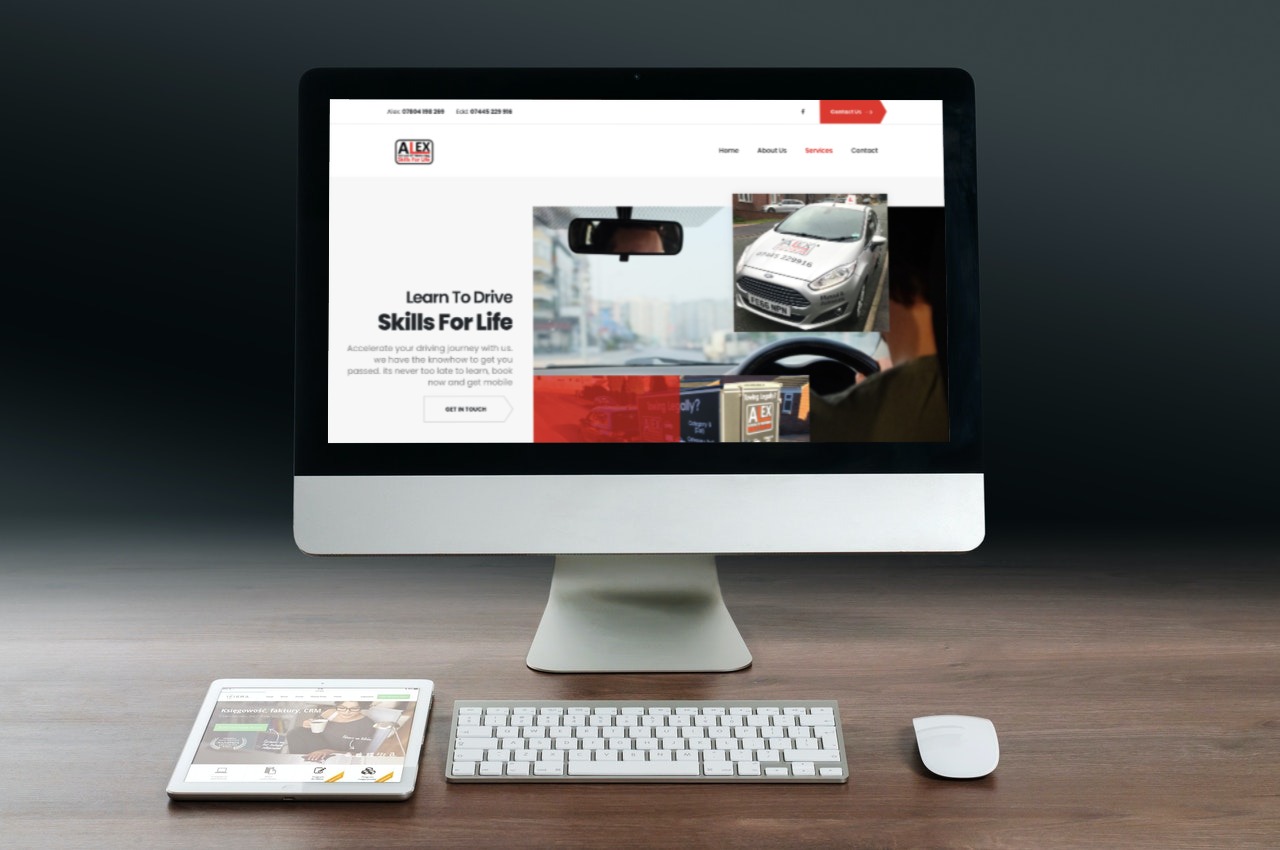 Alex: 07804 198 269 Edd: 07445 229 916
Contact Us
ALEX
Skills For Life
Home About Us Services Contact
Learn To Drive
Skills For Life
Accelerate your driving journey with us.
we have the knowhow to get you
passed. its never too late to learn, book
now and get mobile
GET IN TOUCH
ALEX
07445 229916
Towing Legally?
ALEX
Księgowość, faktury, CRM